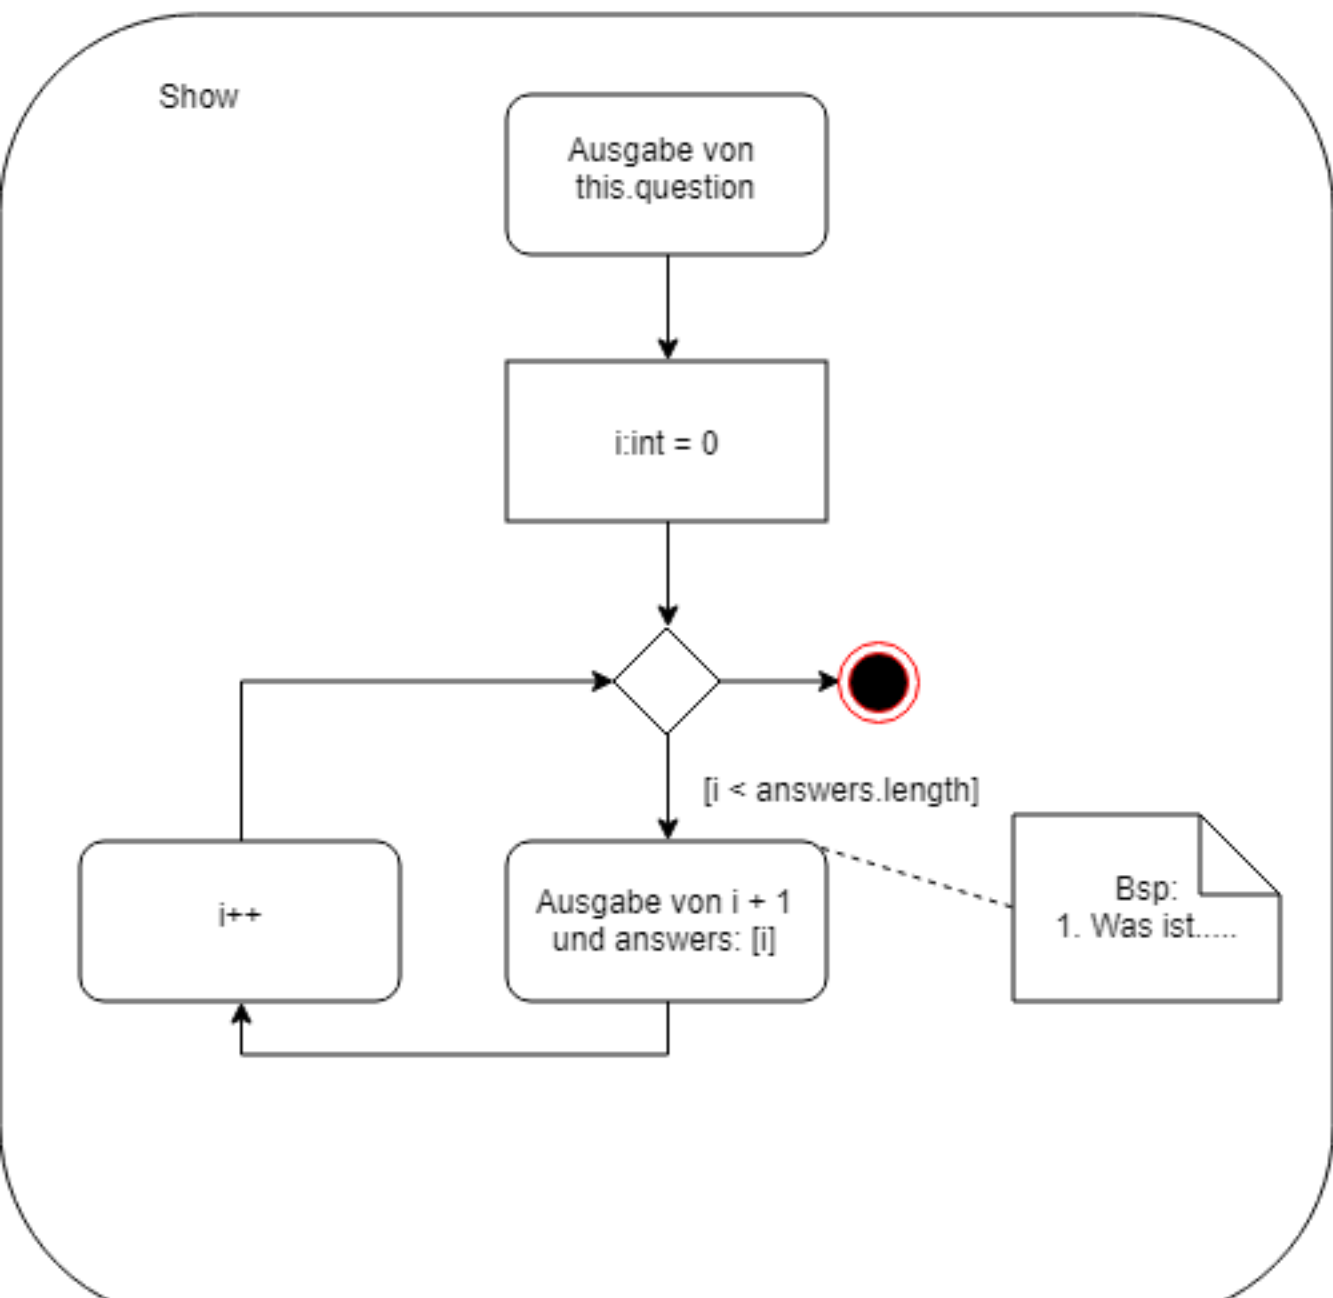 Show
Ausgabe von
this.question
i:int = 0
[i < answers.length]
i++
Ausgabe von i + 1
und answers: [i]
Bsp:
1. Was ist.....